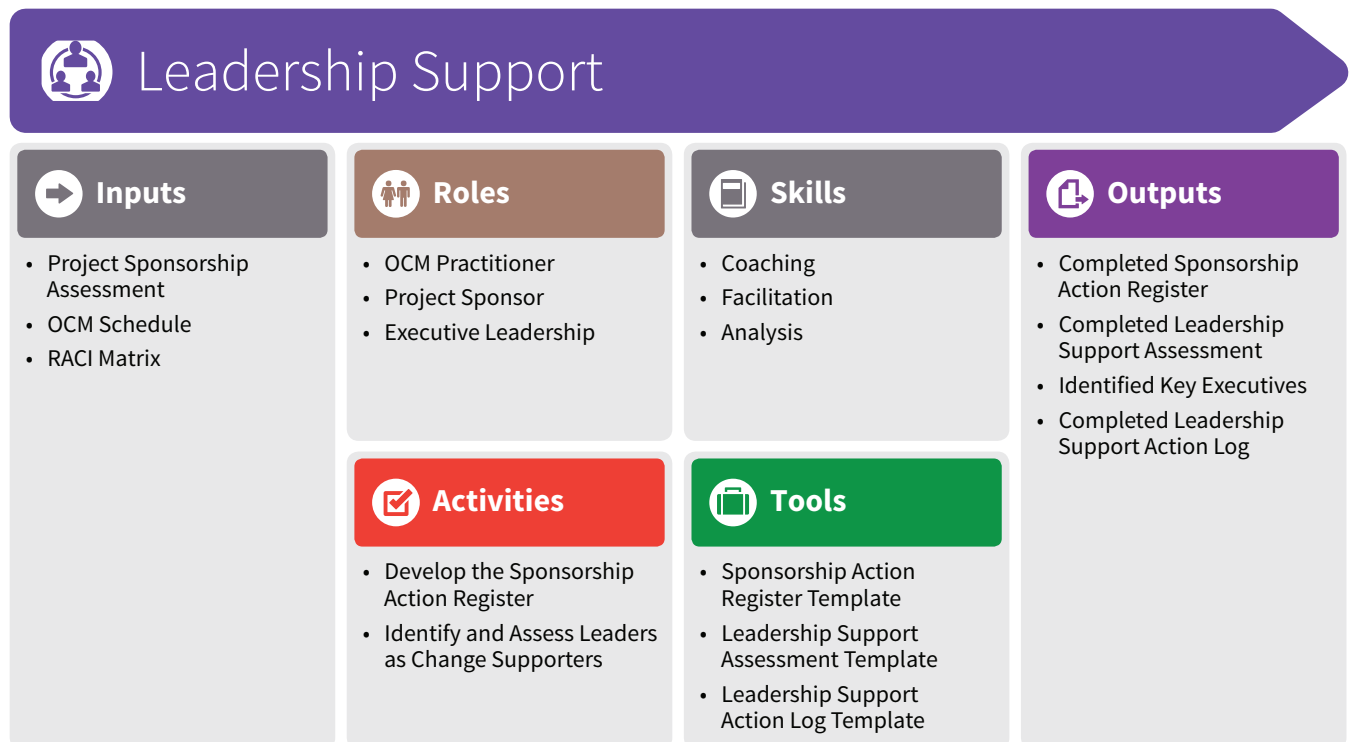 Leadership Support
Inputs
• Project Sponsorship
Assessment
• OCM Schedule
• RACI Matrix
Roles
• OCM Practitioner
• Project Sponsor
• Executive Leadership
Skills
• Coaching
• Facilitation
• Analysis
Activities
• Develop the Sponsorship
Action Register
• Identify and Assess Leaders
as Change Supporters
Tools
• Sponsorship Action
Register Template
• Leadership Support
Assessment Template
• Leadership Support
Action Log Template
Outputs
• Completed Sponsorship
Action Register
• Completed Leadership
Support Assessment
• Identified Key Executives
• Completed Leadership
Support Action Log